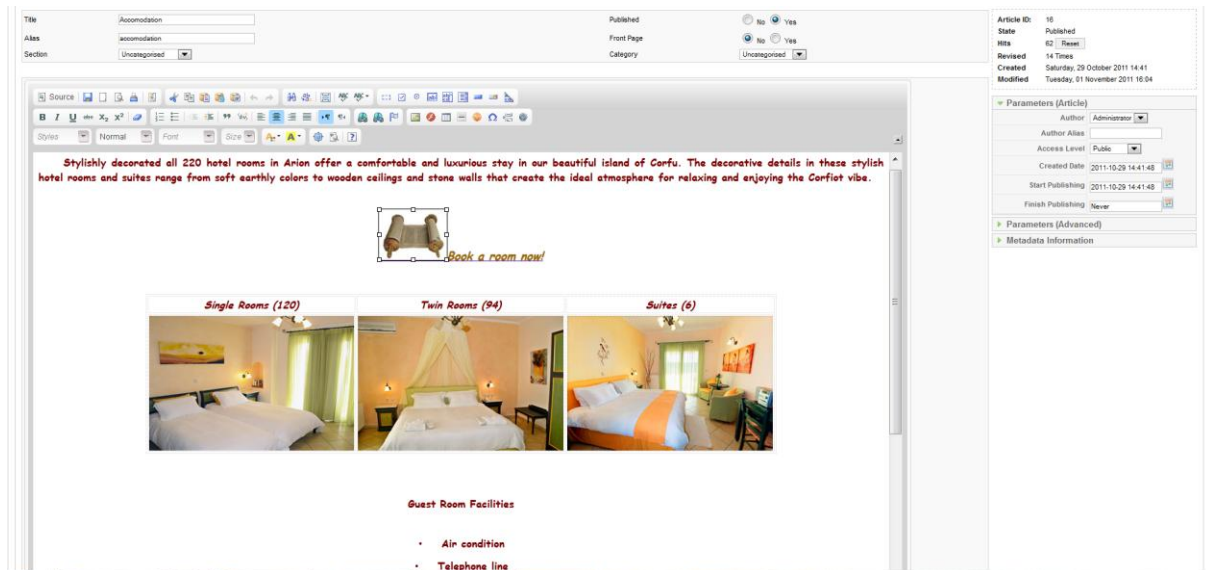 Title Accomodation Published No Yes
Alias accomodation Front Page No Yes
Section Uncategorised Category Uncategorised
Article ID: 16
State Published
Hits 62 Reset
Revised 14 Times
Created Saturday, 29 October 2011 14:41
Modified Tuesday, 01 November 2011 16:04
Source
B I U abc X₂ X²
Styles Normal Font Size
Stylishly decorated all 220 hotel rooms in Arion offer a comfortable and luxurious stay in our beautiful island of Corfu. The decorative details in these stylish
hotel rooms and suites range from soft earthly colors to wooden ceilings and stone walls that create the ideal atmosphere for relaxing and enjoying the Corfiot vibe.
Book a room now!
Single Rooms (120) Twin Rooms (94) Suites (6)
Guest Room Facilities
• Air condition
• Telephone line
Parameters (Article)
Author Administrator
Author Alias
Access Level Public
Created Date 2011-10-29 14:41:48
Start Publishing 2011-10-29 14:41:48
Finish Publishing Never
Parameters (Advanced)
Metadata Information